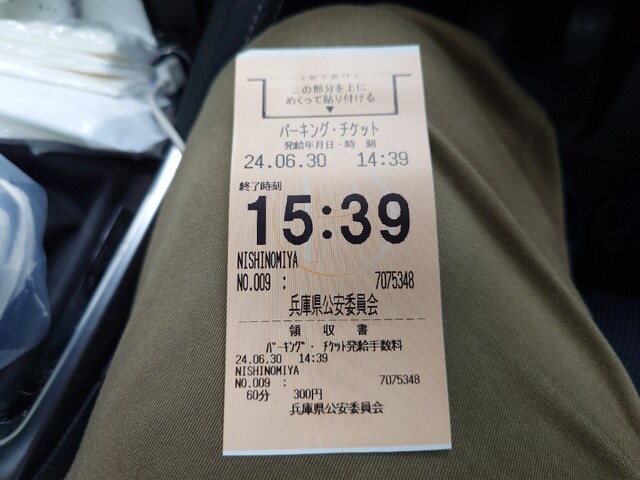 この部分を上に
めくって貼り付ける
パーキング・チケット
発給年月日・時 刻
24.06.30 14:39
終了時刻
15:39
NISHINOMIYA
NO.009 : 7075348
兵庫県公安委員会
領 収 書
パーキング・ チケット発給手数料
24.06.30 14:39
NISHINOMIYA
NO.009 : 7075348
60分 300円
兵庫県公安委員会